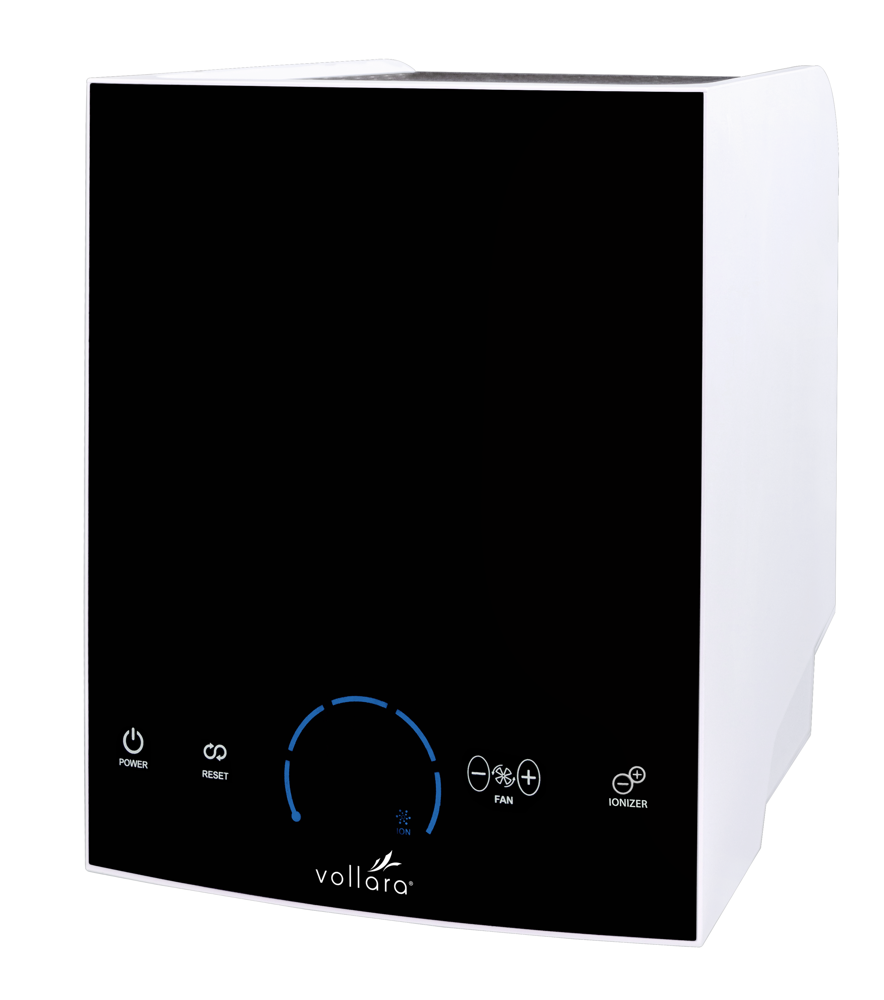 POWER
RESET
FAN
IONIZER
ION
vollara®